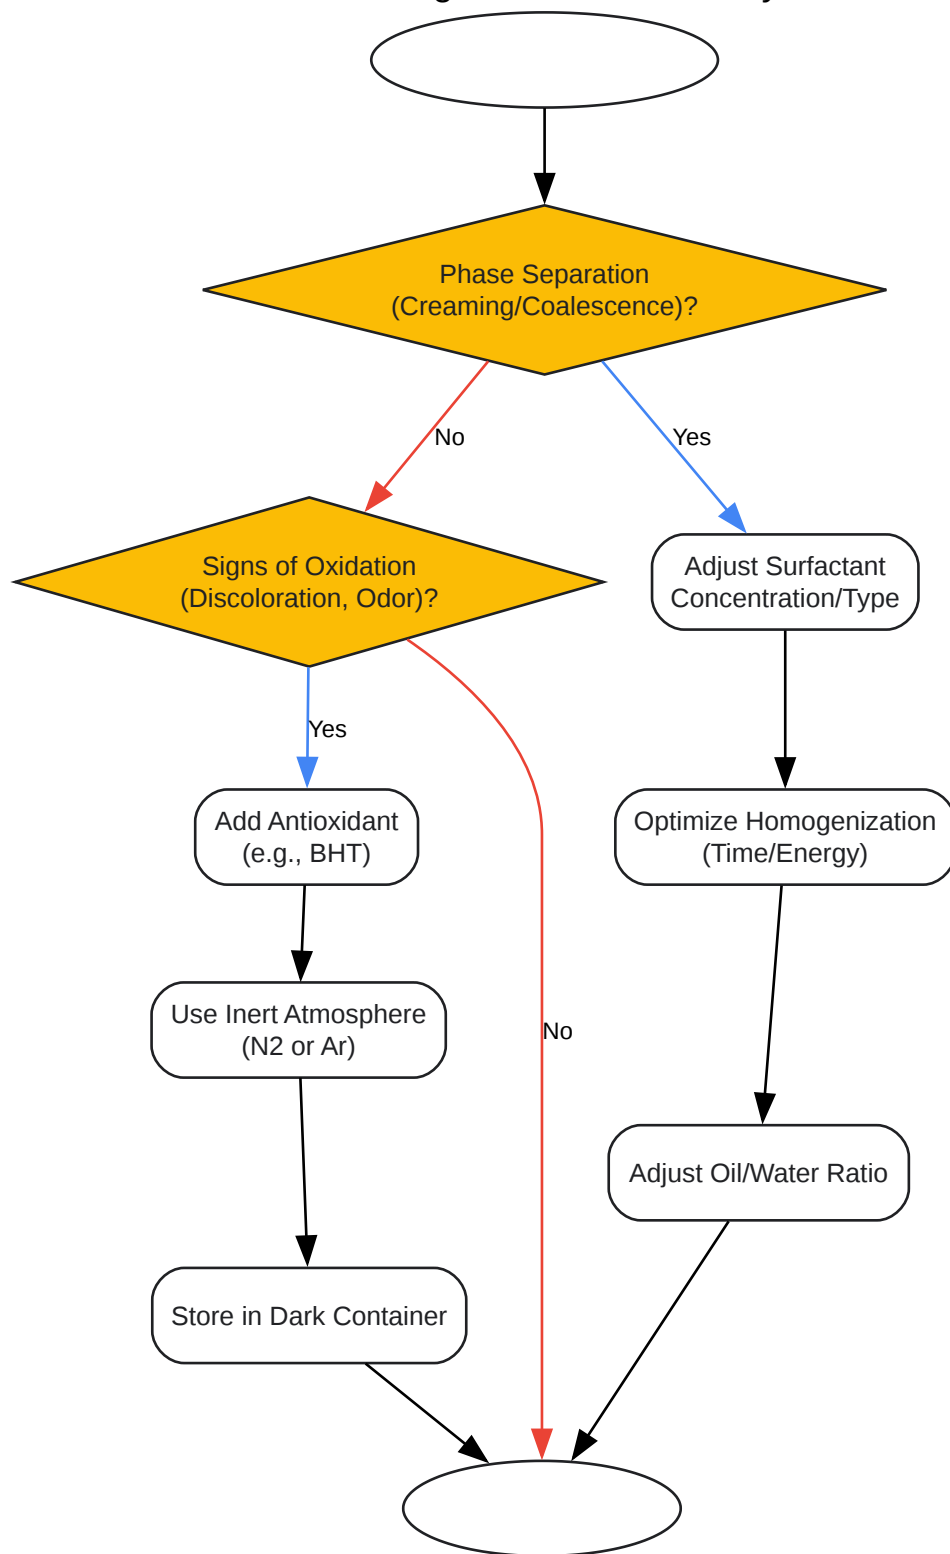 Phase Separation
(Creaming/Coalescence)?
No
Yes
Signs of Oxidation
(Discoloration, Odor)?
Adjust Surfactant
Concentration/Type
Yes
Add Antioxidant
(e.g., BHT)
Optimize Homogenization
(Time/Energy)
Use Inert Atmosphere
(N2 or Ar)
No
Adjust Oil/Water Ratio
Store in Dark Container